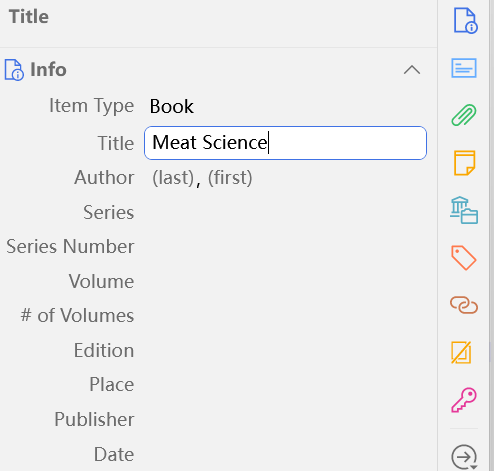 Title
Info
Item Type Book
Title Meat Science
Author (last), (first)
Series
Series Number
Volume
# of Volumes
Edition
Place
Publisher
Date